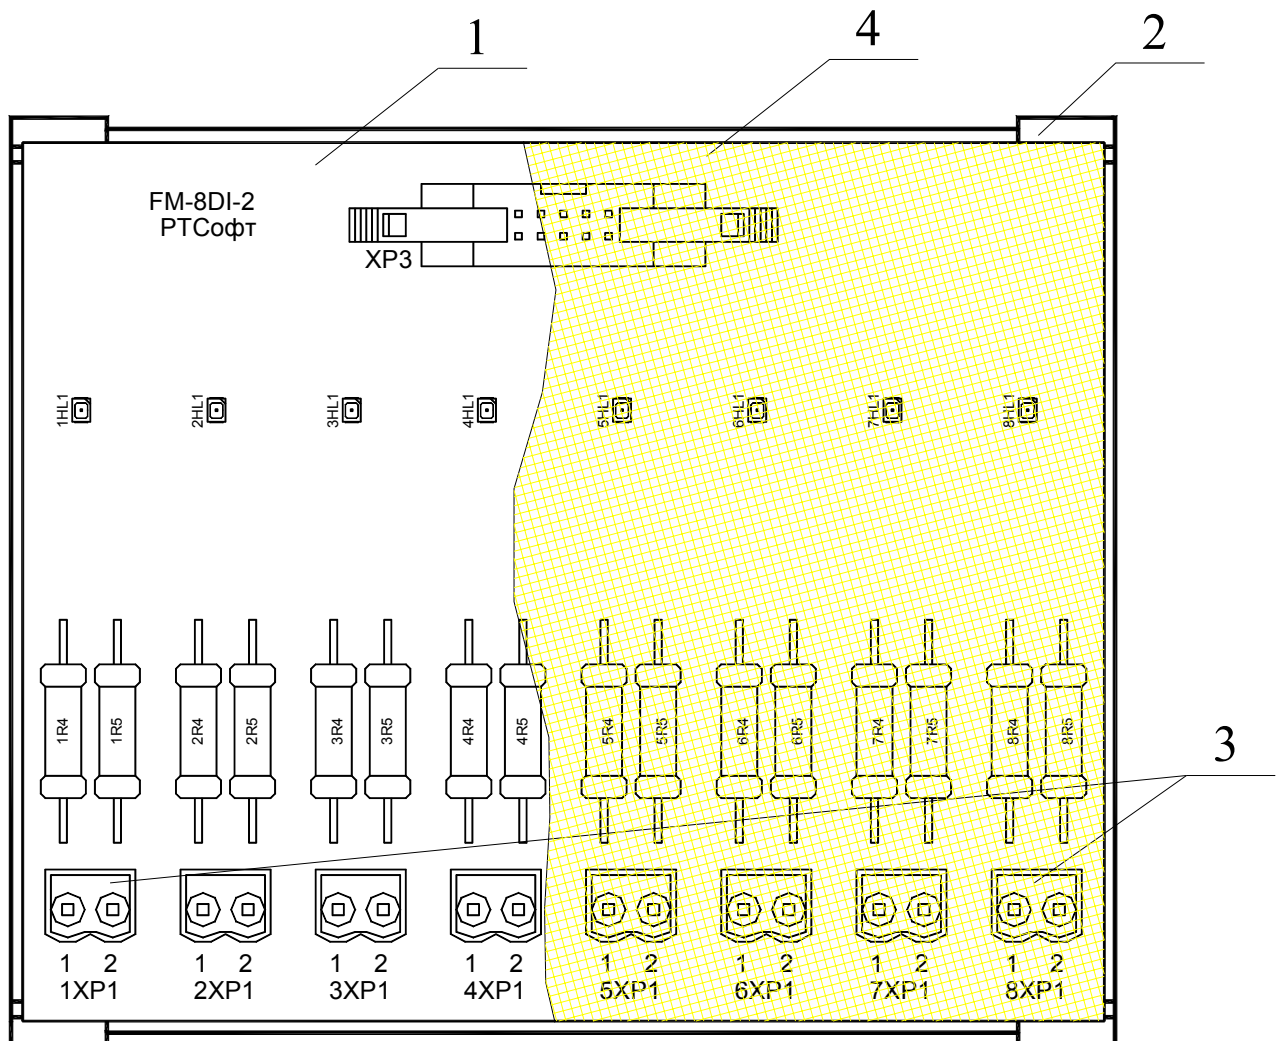 1
4
2
FM-8DI-2
РТСофт
XP3
1HL1
2HL1
3HL1
4HL1
5HL1
6HL1
7HL1
8HL1
1R4
1R5
2R4
2R5
3R4
3R5
4R4
4R5
5R4
5R5
6R4
6R5
7R4
7R5
8R4
8R5
3
1 2 1 2 1 2 1 2 1 2 1 2 1 2 1 2
1XP1 2XP1 3XP1 4XP1 5XP1 6XP1 7XP1 8XP1